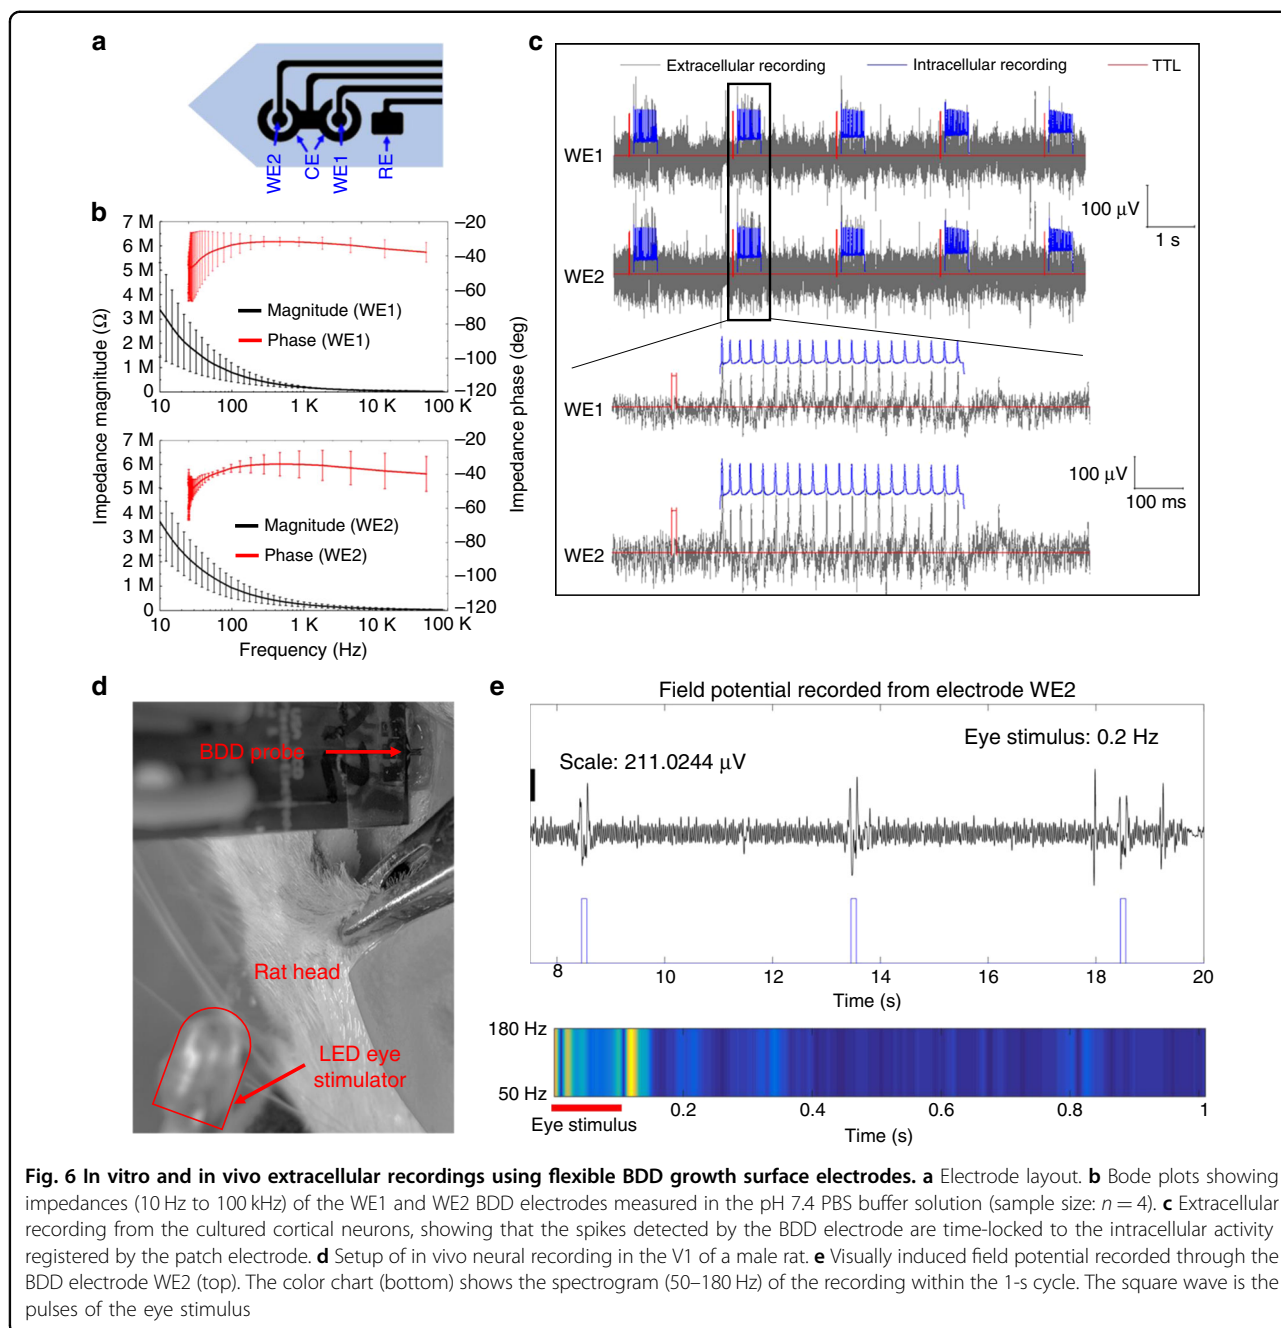 a
WE2
CE
WE1
RE
b
7 M
6 M
5 M
4 M
3 M
2 M
1 M
0
–20
–40
–60
–80
–100
–120
Magnitude (WE1)
Phase (WE1)
10
100
1 K
10 K
100 K
Impedance magnitude (Ω)
Impedance phase (deg)
7 M
6 M
5 M
4 M
3 M
2 M
1 M
0
–20
–40
–60
–80
–100
–120
Magnitude (WE2)
Phase (WE2)
10
100
1 K
10 K
100 K
Frequency (Hz)
c
Extracellular recording
Intracellular recording
TTL
WE1
WE2
100 µV
1 s
WE1
WE2
100 µV
100 ms
d
BDD probe
Rat head
LED eye
stimulator
e
Field potential recorded from electrode WE2
Eye stimulus: 0.2 Hz
Scale: 211.0244 µV
8
10
12
14
16
18
20
Time (s)
180 Hz
50 Hz
Eye stimulus
0.2
0.4
0.6
0.8
1
Time (s)
Fig. 6 In vitro and in vivo extracellular recordings using flexible BDD growth surface electrodes. a Electrode layout. b Bode plots showing
impedances (10 Hz to 100 kHz) of the WE1 and WE2 BDD electrodes measured in the pH 7.4 PBS buffer solution (sample size: n = 4). c Extracellular
recording from the cultured cortical neurons, showing that the spikes detected by the BDD electrode are time-locked to the intracellular activity
registered by the patch electrode. d Setup of in vivo neural recording in the V1 of a male rat. e Visually induced field potential recorded through the
BDD electrode WE2 (top). The color chart (bottom) shows the spectrogram (50–180 Hz) of the recording within the 1-s cycle. The square wave is the
pulses of the eye stimulus